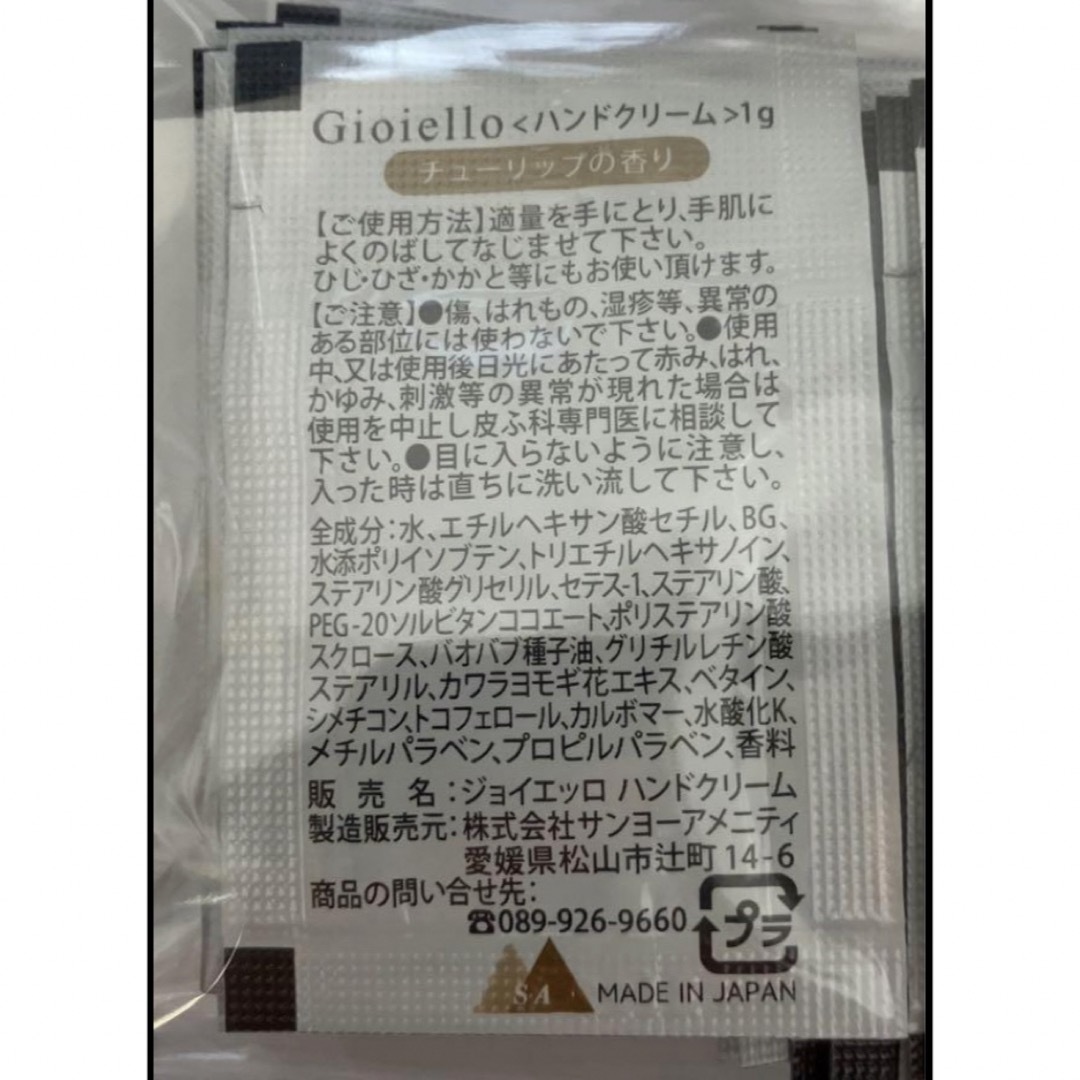 Gioiello<ハンドクリーム>1g
チューリップの香り
【ご使用方法】適量を手にとり、手肌に
よくのばしてなじませて下さい。
ひじ・ひざ・かかと等にもお使い頂けます。
【ご注意】●傷、はれもの、湿疹等、異常の
ある部位には使わないで下さい。●使用
中、又は使用後日光にあたって赤み、はれ、
かゆみ、刺激等の異常が現れた場合は
使用を中止し皮ふ科専門医に相談して
下さい。●目に入らないように注意し、
入った時は直ちに洗い流して下さい。
全成分:水、エチルヘキサン酸セチル、BG、
水添ポリイソブテン、トリエチルヘキサノイン、
ステアリン酸グリセリル、セテス-1、ステアリン酸、
PEG-20ソルビタンココエート、ポリステアリン酸
スクロース、バオバブ種子油、グリチルレチン酸
ステアリル、カワラヨモギ花エキス、ベタイン、
シメチコン、トコフェロール、カルボマー、水酸化K、
メチルパラベン、プロピルパラベン、香料
販売名:ジョイエッロ ハンドクリーム
製造販売元:株式会社サンヨーアメニティ
愛媛県松山市辻町 14-6
商品の問い合せ先:
☎089-926-9660
プラ
SA
MADE IN JAPAN